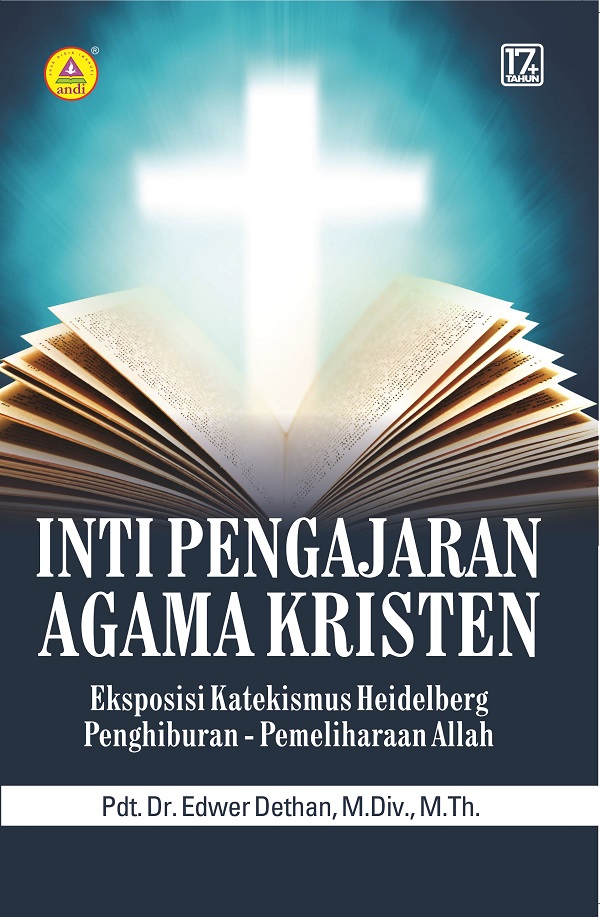 andi
®
17+
TAHUN
INTI PENGAJARAN
AGAMA KRISTEN
Eksposisi Katekismus Heidelberg
Penghiburan - Pemeliharaan Allah
Pdt. Dr. Edwer Dethan, M.Div., M.Th.